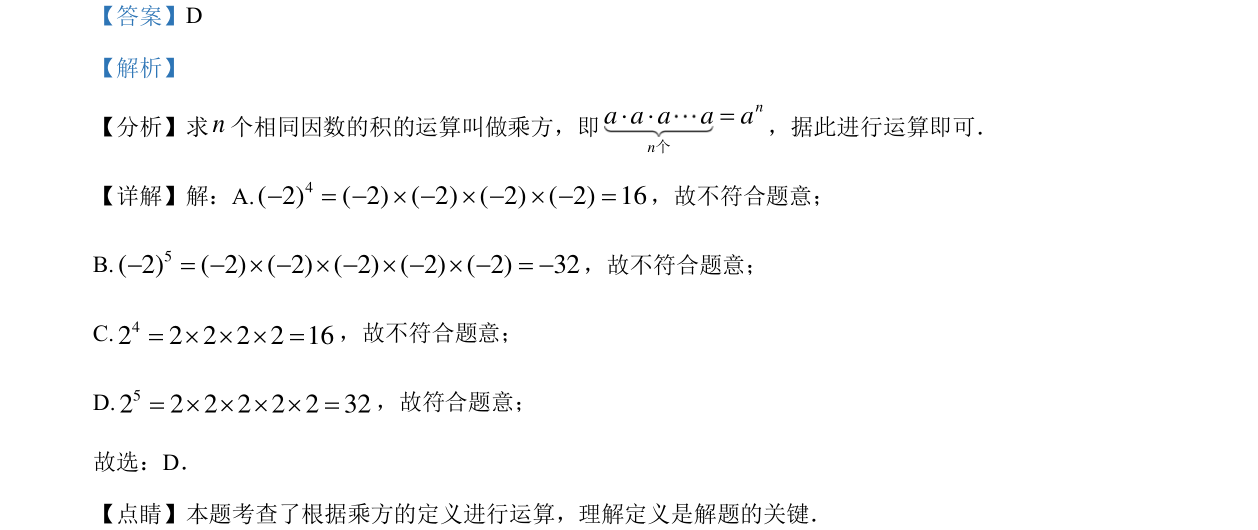 【答案】D
【解析】
【分析】求 n 个相同因数的积的运算叫做乘方，即 a·a·a···a = aⁿ，据此进行运算即可．
n个
【详解】解：A. (−2)⁴ = (−2)×(−2)×(−2)×(−2) = 16，故不符合题意；
B. (−2)⁵ = (−2)×(−2)×(−2)×(−2)×(−2) = −32，故不符合题意；
C. 2⁴ = 2×2×2×2 = 16，故不符合题意；
D. 2⁵ = 2×2×2×2×2 = 32，故符合题意；
故选：D．
【点睛】本题考查了根据乘方的定义进行运算，理解定义是解题的关键．